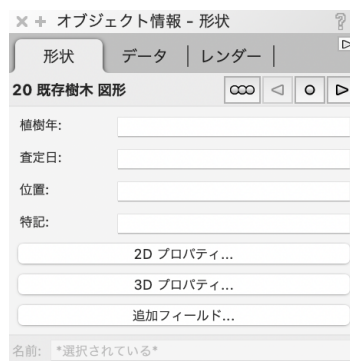 オブジェクト情報 - 形状
形状 データ レンダー
20 既存樹木 図形
植樹年:
査定日:
位置:
特記:
2D プロパティ...
3D プロパティ...
追加フィールド...
名前: *選択されている*